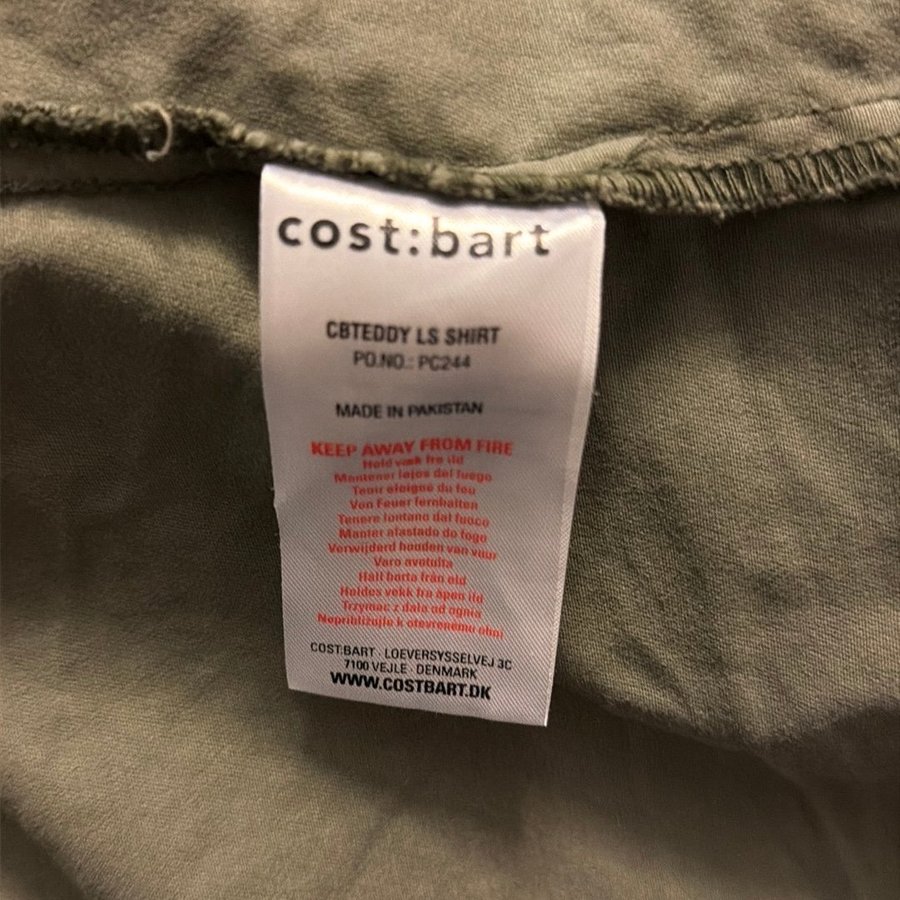 cost:bart
CBTEDDY LS SHIRT
PO.NO.: PC244
MADE IN PAKISTAN
KEEP AWAY FROM FIRE
Hold væk fra ild
Mantener lejos del fuego
Tenir eloigné du feu
Von Feuer fernhalten
Tenere lontano dal fuoco
Manter afastado do fogo
Verwijderd houden van vuur
Varo avotulta
Håll borta från eld
Holdes vekk fra åpen ild
Trzymac z dala od ognia
Nepribližujte k otevrenému ohni
COST:BART · LOEVERSYSSELVEJ 3C
7100 VEJLE · DENMARK
WWW.COSTBART.DK